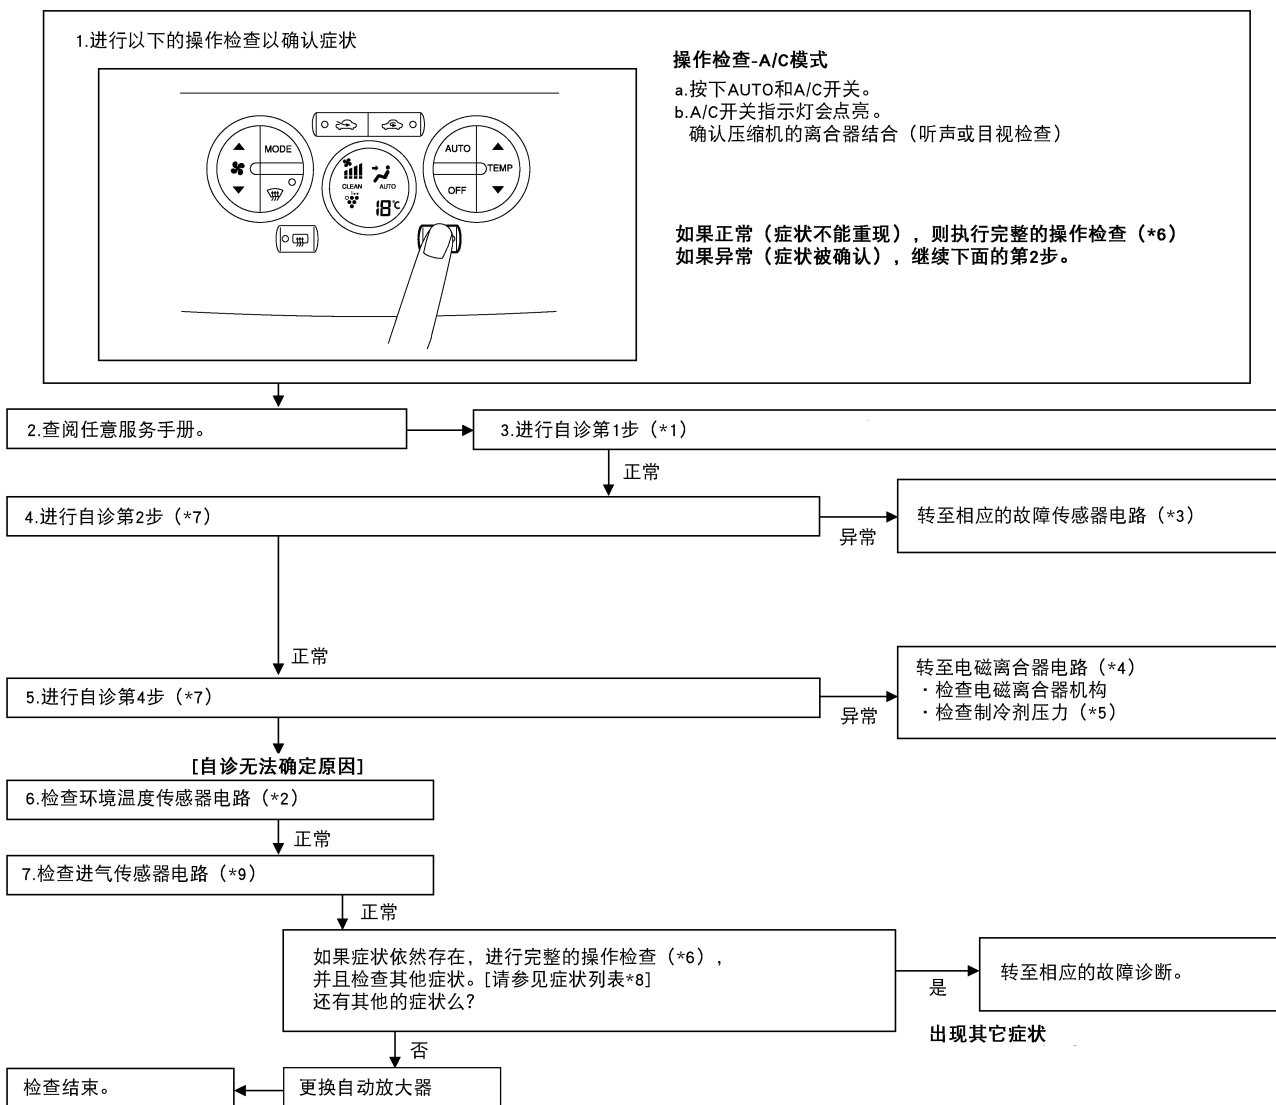 1.进行以下的操作检查以确认症状
MODE
CLEAN
AUTO
18℃
AUTO
OFF
TEMP
操作检查-A/C模式
a.按下AUTO和A/C开关。
b.A/C开关指示灯会点亮。
确认压缩机的离合器结合（听声或目视检查）
如果正常（症状不能重现），则执行完整的操作检查（*6）
如果异常（症状被确认），继续下面的第2步。
2.查阅任意服务手册。
3.进行自诊第1步（*1）
正常
4.进行自诊第2步（*7）
异常
转至相应的故障传感器电路（*3）
正常
5.进行自诊第4步（*7）
异常
转至电磁离合器电路（*4）
·检查电磁离合器机构
·检查制冷剂压力（*5）
[自诊无法确定原因]
6.检查环境温度传感器电路（*2）
正常
7.检查进气传感器电路（*9）
正常
如果症状依然存在，进行完整的操作检查（*6），
并且检查其他症状。[请参见症状列表*8]
还有其他的症状么？
是
转至相应的故障诊断。
出现其它症状
否
更换自动放大器
检查结束。